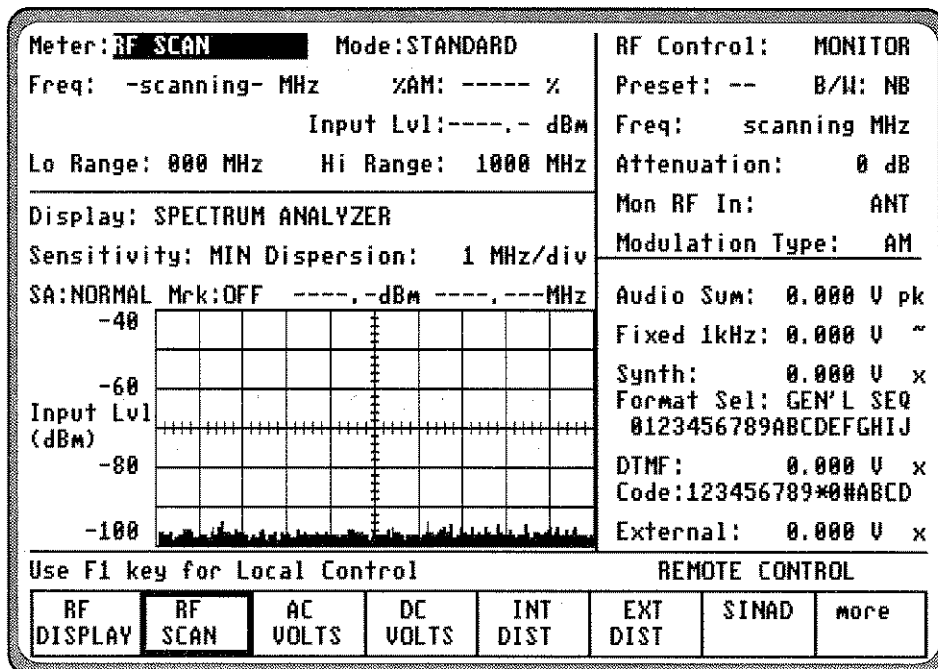 Meter:RF SCAN Mode:STANDARD
Freq: -scanning- MHz %AM: ----- %
Input Lvl:----.- dBm
Lo Range: 000 MHz Hi Range: 1000 MHz
Display: SPECTRUM ANALYZER
Sensitivity: MIN Dispersion: 1 MHz/div
SA:NORMAL Mrk:OFF ----.-dBm ----.---MHz
-40
-60
Input Lvl
(dBm)
-80
-100
RF Control: MONITOR
Preset: -- B/W: NB
Freq: scanning MHz
Attenuation: 0 dB
Mon RF In: ANT
Modulation Type: AM
Audio Sum: 0.000 V pk
Fixed 1kHz: 0.000 V ~
Synth: 0.000 V x
Format Sel: GEN'L SEQ
0123456789ABCDEFGHIJ
DTMF: 0.000 V x
Code:123456789*0#ABCD
External: 0.000 V x
Use F1 key for Local Control REMOTE CONTROL
RF DISPLAY
RF SCAN
AC VOLTS
DC VOLTS
INT DIST
EXT DIST
SINAD
more